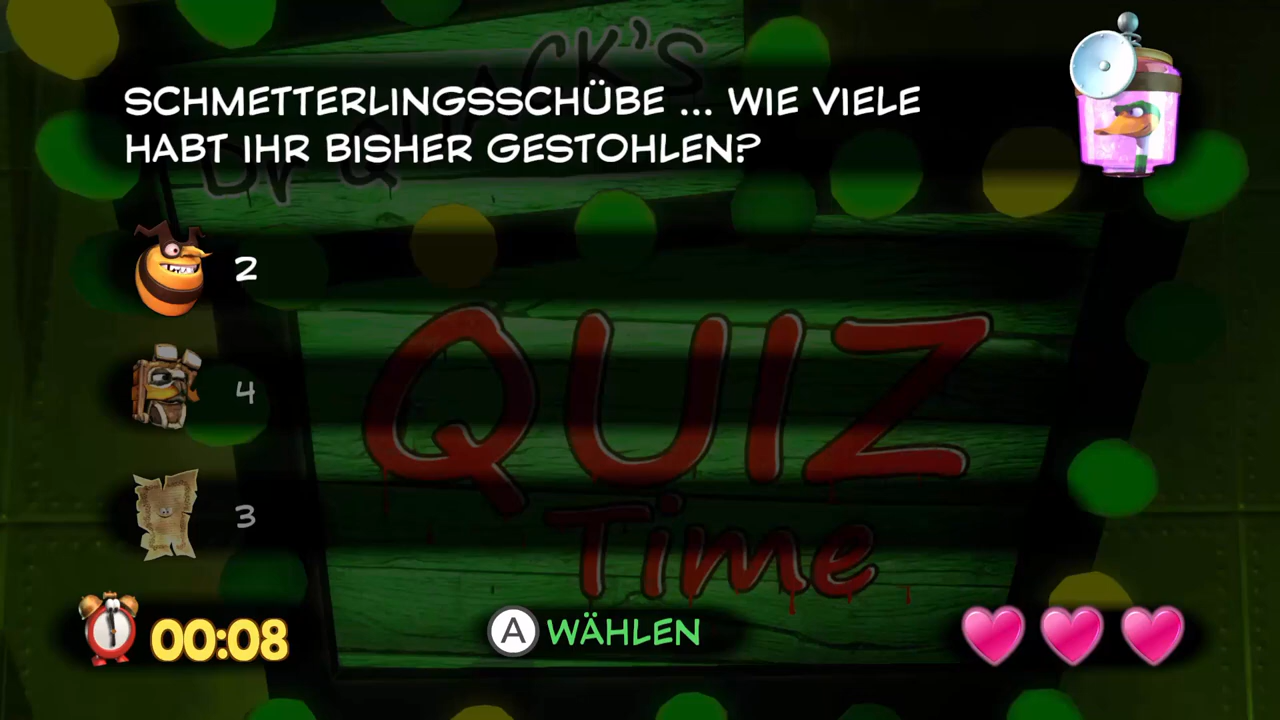 SCHMETTERLINGSSCHÜBE ... WIE VIELE
HABT IHR BISHER GESTOHLEN?
2
4
3
00:08
A WÄHLEN
QUIZ
Time